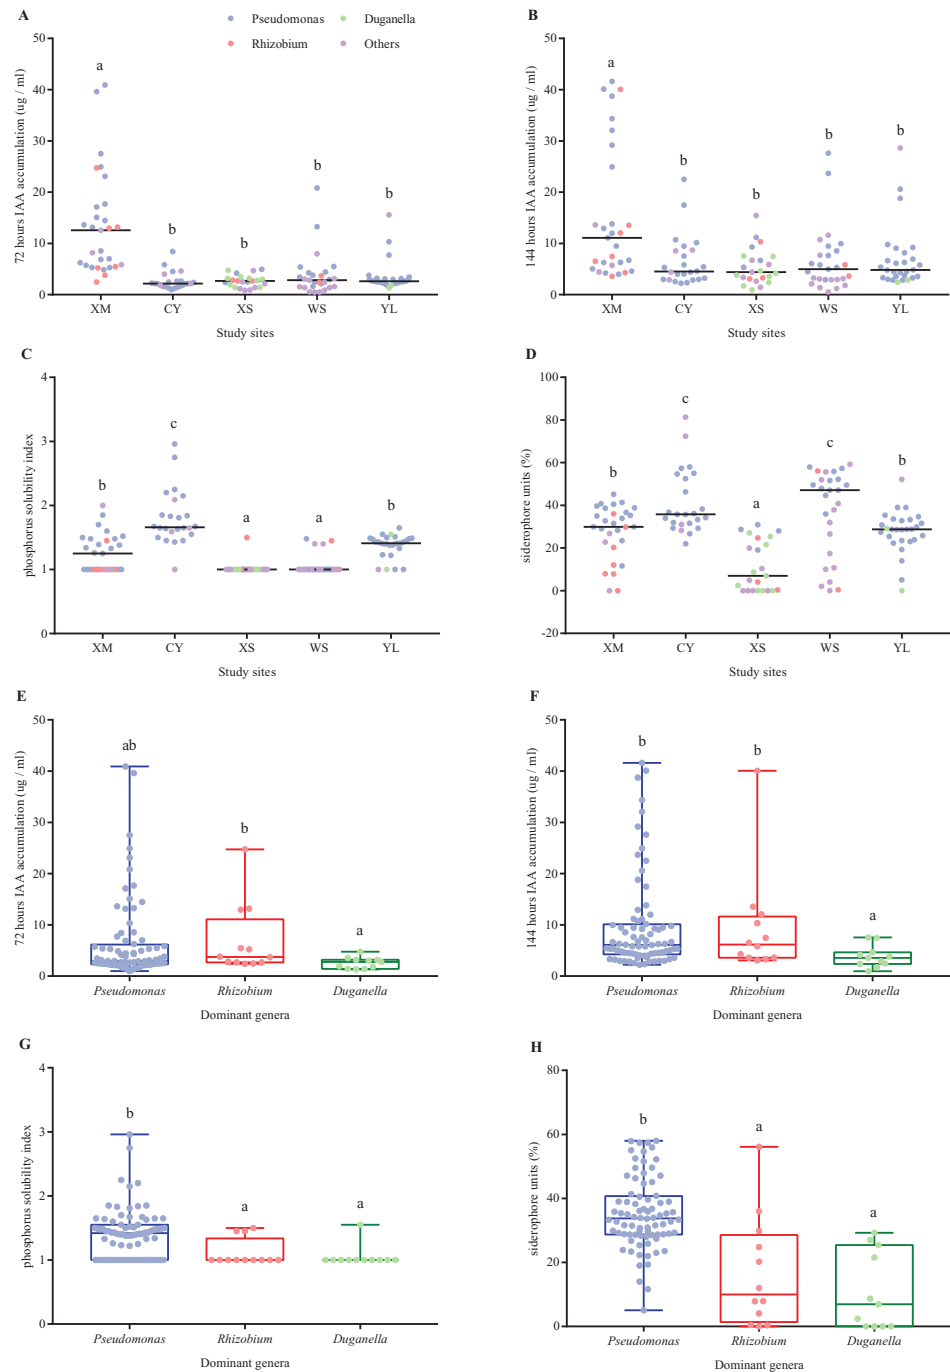 A
Pseudomonas
Duganella
Rhizobium
Others
72 hours IAA accumulation (ug / ml)
50
40
30
20
10
0
a
b
b
b
b
XM
CY
XS
WS
YL
Study sites
B
144 hours IAA accumulation (ug / ml)
50
40
30
20
10
0
a
b
b
b
b
XM
CY
XS
WS
YL
Study sites
C
phosphorus solubility index
4
3
2
1
0
b
c
a
a
b
XM
CY
XS
WS
YL
Study sites
D
siderophore units (%)
100
80
60
40
20
0
-20
b
c
a
c
b
XM
CY
XS
WS
YL
Study sites
E
72 hours IAA accumulation (ug / ml)
50
40
30
20
10
0
ab
b
a
Pseudomonas
Rhizobium
Duganella
Dominant genera
F
144 hours IAA accumulation (ug / ml)
50
40
30
20
10
0
b
b
a
Pseudomonas
Rhizobium
Duganella
Dominant genera
G
phosphorus solubility index
4
3
2
1
0
b
a
a
Pseudomonas
Rhizobium
Duganella
Dominant genera
H
siderophore units (%)
80
60
40
20
0
b
a
a
Pseudomonas
Rhizobium
Duganella
Dominant genera